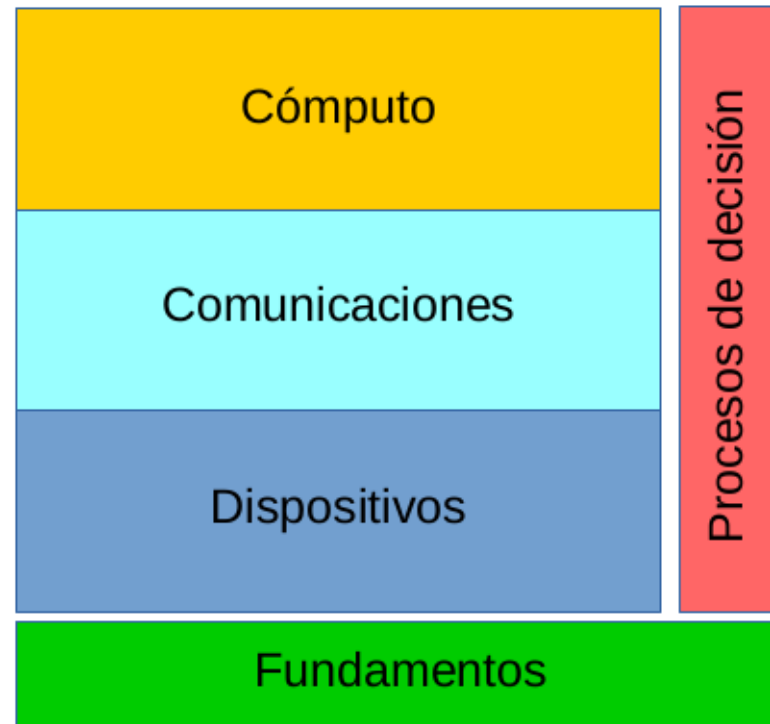 Cómputo
Comunicaciones
Dispositivos
Procesos de decisión
Fundamentos